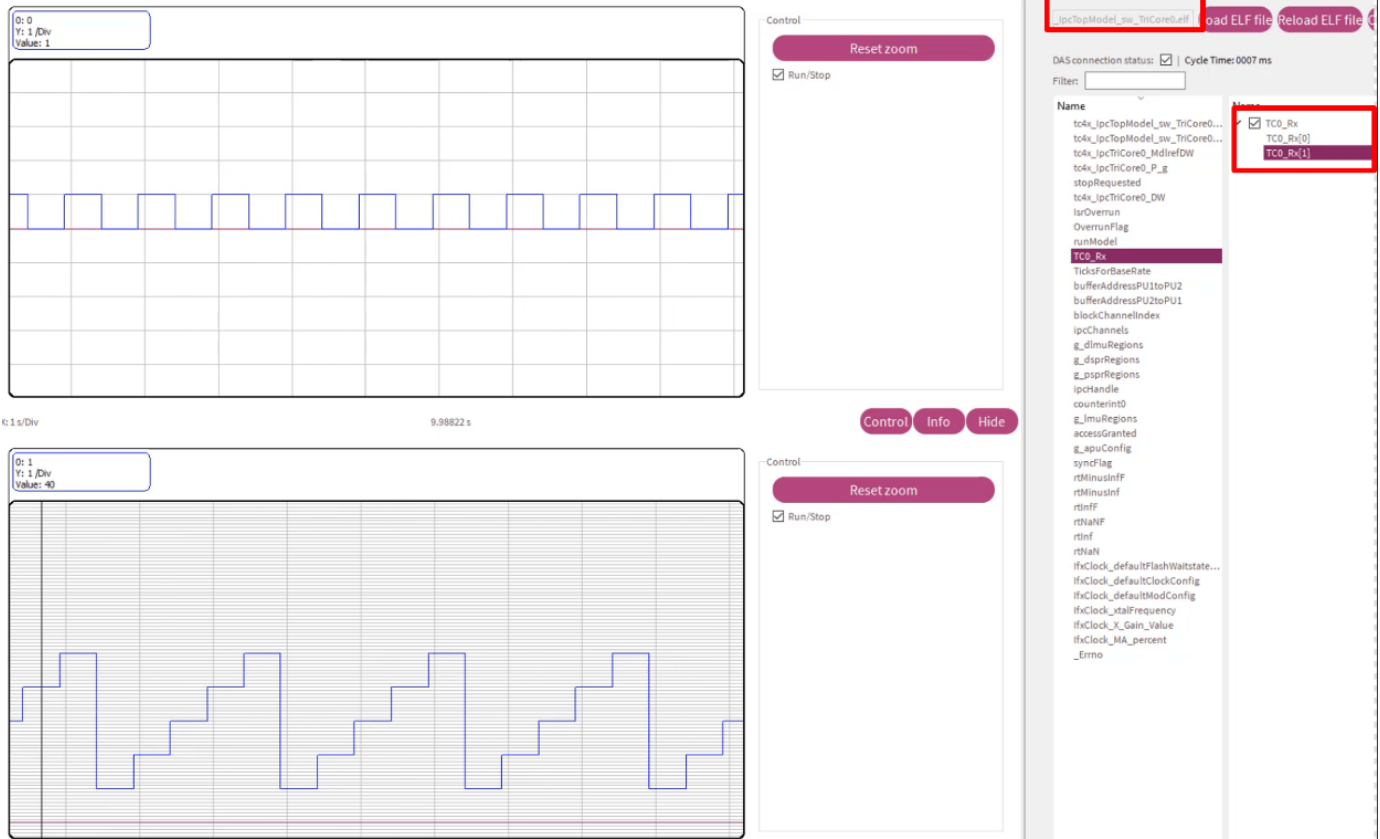 0: 0
Y: 1 /Div
Value: 1
Control
Reset zoom
Run/Stop
X: 1 s/Div
9.98822 s
Control
Info
Hide
0: 1
Y: 1 /Div
Value: 40
Control
Reset zoom
Run/Stop
_IpcTopModel_sw_TriCore0.elf
oad ELF file
Reload ELF file
DAS connection status:
| Cycle Time: 0007 ms
Filter:
Name
tc4x_IpcTopModel_sw_TriCore0...
tc4x_IpcTopModel_sw_TriCore0...
tc4x_IpcTriCore0_MdlrefDW
tc4x_IpcTriCore0_P_g
stopRequested
tc4x_IpcTriCore0_DW
IsrOverrun
OverrunFlag
runModel
TC0_Rx
TicksForBaseRate
bufferAddressPU1toPU2
bufferAddressPU2toPU1
blockChannelIndex
ipcChannels
g_dlmuRegions
g_dsprRegions
g_psprRegions
ipcHandle
counterint0
g_lmuRegions
accessGranted
g_apuConfig
syncFlag
rtMinusInfF
rtMinusInf
rtInfF
rtNaNF
rtInf
rtNaN
IfxClock_defaultFlashWaitstate...
IfxClock_defaultClockConfig
IfxClock_defaultModConfig
IfxClock_xtalFrequency
IfxClock_X_Gain_Value
IfxClock_MA_percent
_Errno
Name
TC0_Rx
TC0_Rx[0]
TC0_Rx[1]